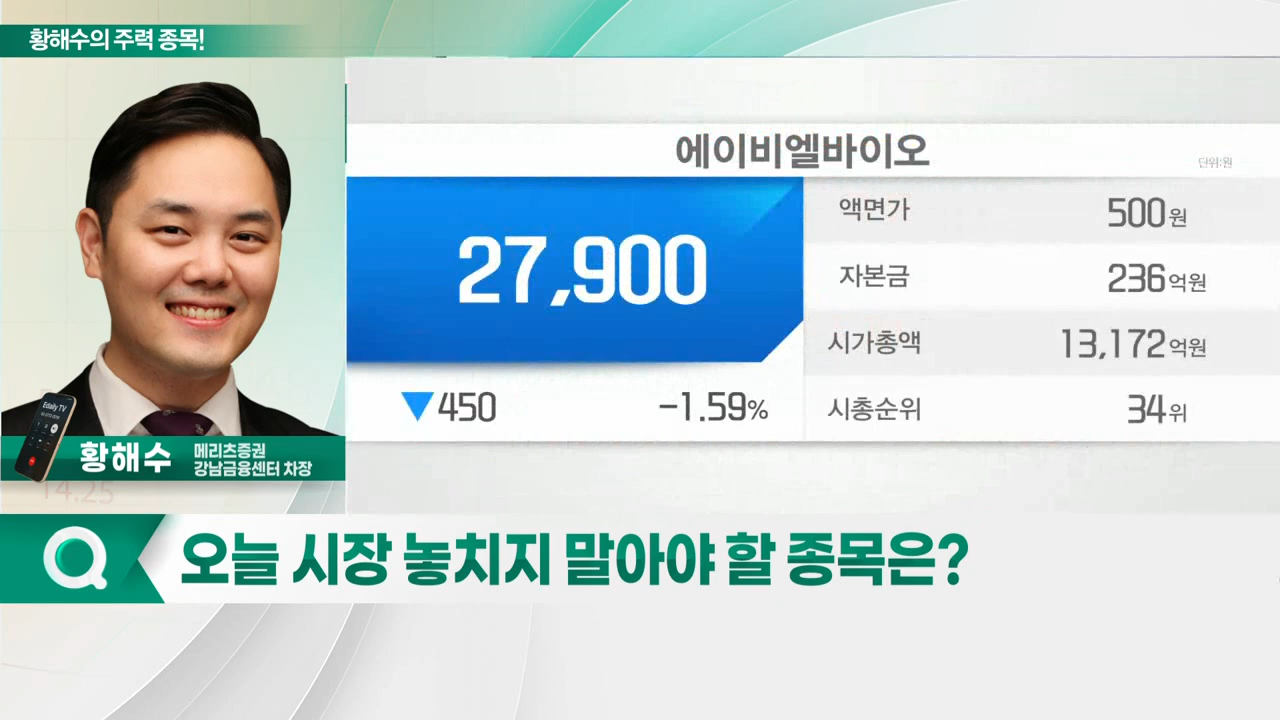 황해수의 주력 종목!
에이비엘바이오
단위:원
27,900
▼450 -1.59%
액면가 500원
자본금 236억원
시가총액 13,172억원
시총순위 34위
Edaily TV
황해수 메리츠증권
강남금융센터 차장
14.25
오늘 시장 놓치지 말아야 할 종목은?